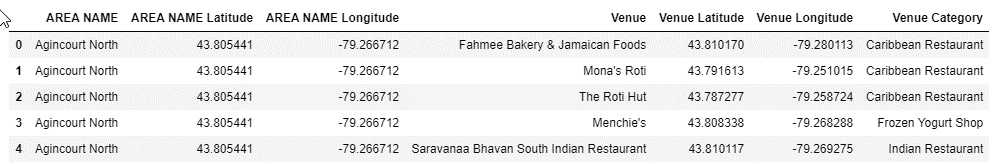 AREA NAME AREA NAME Latitude AREA NAME Longitude Venue Venue Latitude Venue Longitude Venue Category
0 Agincourt North 43.805441 -79.266712 Fahmee Bakery & Jamaican Foods 43.810170 -79.280113 Caribbean Restaurant
1 Agincourt North 43.805441 -79.266712 Mona's Roti 43.791613 -79.251015 Caribbean Restaurant
2 Agincourt North 43.805441 -79.266712 The Roti Hut 43.787277 -79.258724 Caribbean Restaurant
3 Agincourt North 43.805441 -79.266712 Menchie's 43.808338 -79.268288 Frozen Yogurt Shop
4 Agincourt North 43.805441 -79.266712 Saravanaa Bhavan South Indian Restaurant 43.810117 -79.269275 Indian Restaurant